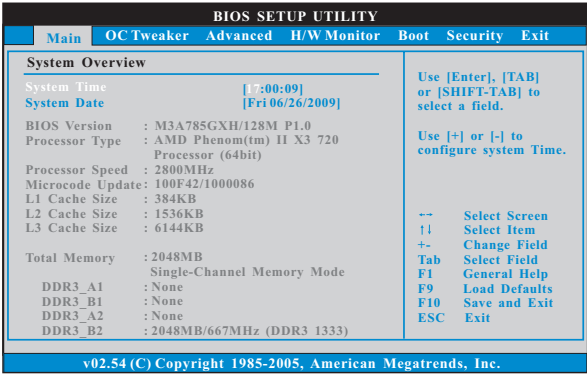 BIOS SETUP UTILITY
Main OC Tweaker Advanced H/W Monitor Boot Security Exit
System Overview
System Time [17:00:09]
System Date [Fri 06/26/2009]
BIOS Version : M3A785GXH/128M P1.0
Processor Type : AMD Phenom(tm) II X3 720
Processor (64bit)
Processor Speed : 2800MHz
Microcode Update : 100F42/1000086
L1 Cache Size : 384KB
L2 Cache Size : 1536KB
L3 Cache Size : 6144KB
Total Memory : 2048MB
Single-Channel Memory Mode
DDR3_A1 : None
DDR3_B1 : None
DDR3_A2 : None
DDR3_B2 : 2048MB/667MHz (DDR3 1333)
Use [Enter], [TAB]
or [SHIFT-TAB] to
select a field.
Use [+] or [-] to
configure system Time.
←→ Select Screen
↑↓ Select Item
+- Change Field
Tab Select Field
F1 General Help
F9 Load Defaults
F10 Save and Exit
ESC Exit
v02.54 (C) Copyright 1985-2005, American Megatrends, Inc.